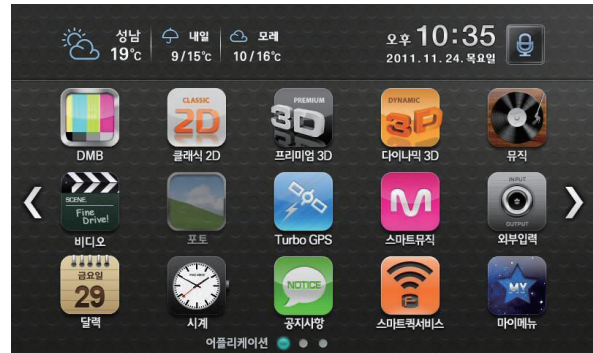 성남 내일 모레
19°c 9/15°c 10/16°c
오후 10:35
2011.11.24.목요일
CLASSIC PREMIUM DYNAMIC
2D 3D 3P
DMB 클래식 2D 프리미엄 3D 다이나믹 3D 뮤직
SCENE. INPUT
Fine
Drive!
OUTPUT
비디오 포토 Turbo GPS 스마트뮤직 외부입력
금요일
29 NOTICE MY
달력 시계 공지사항 스마트퀵서비스 마이메뉴
어플리케이션